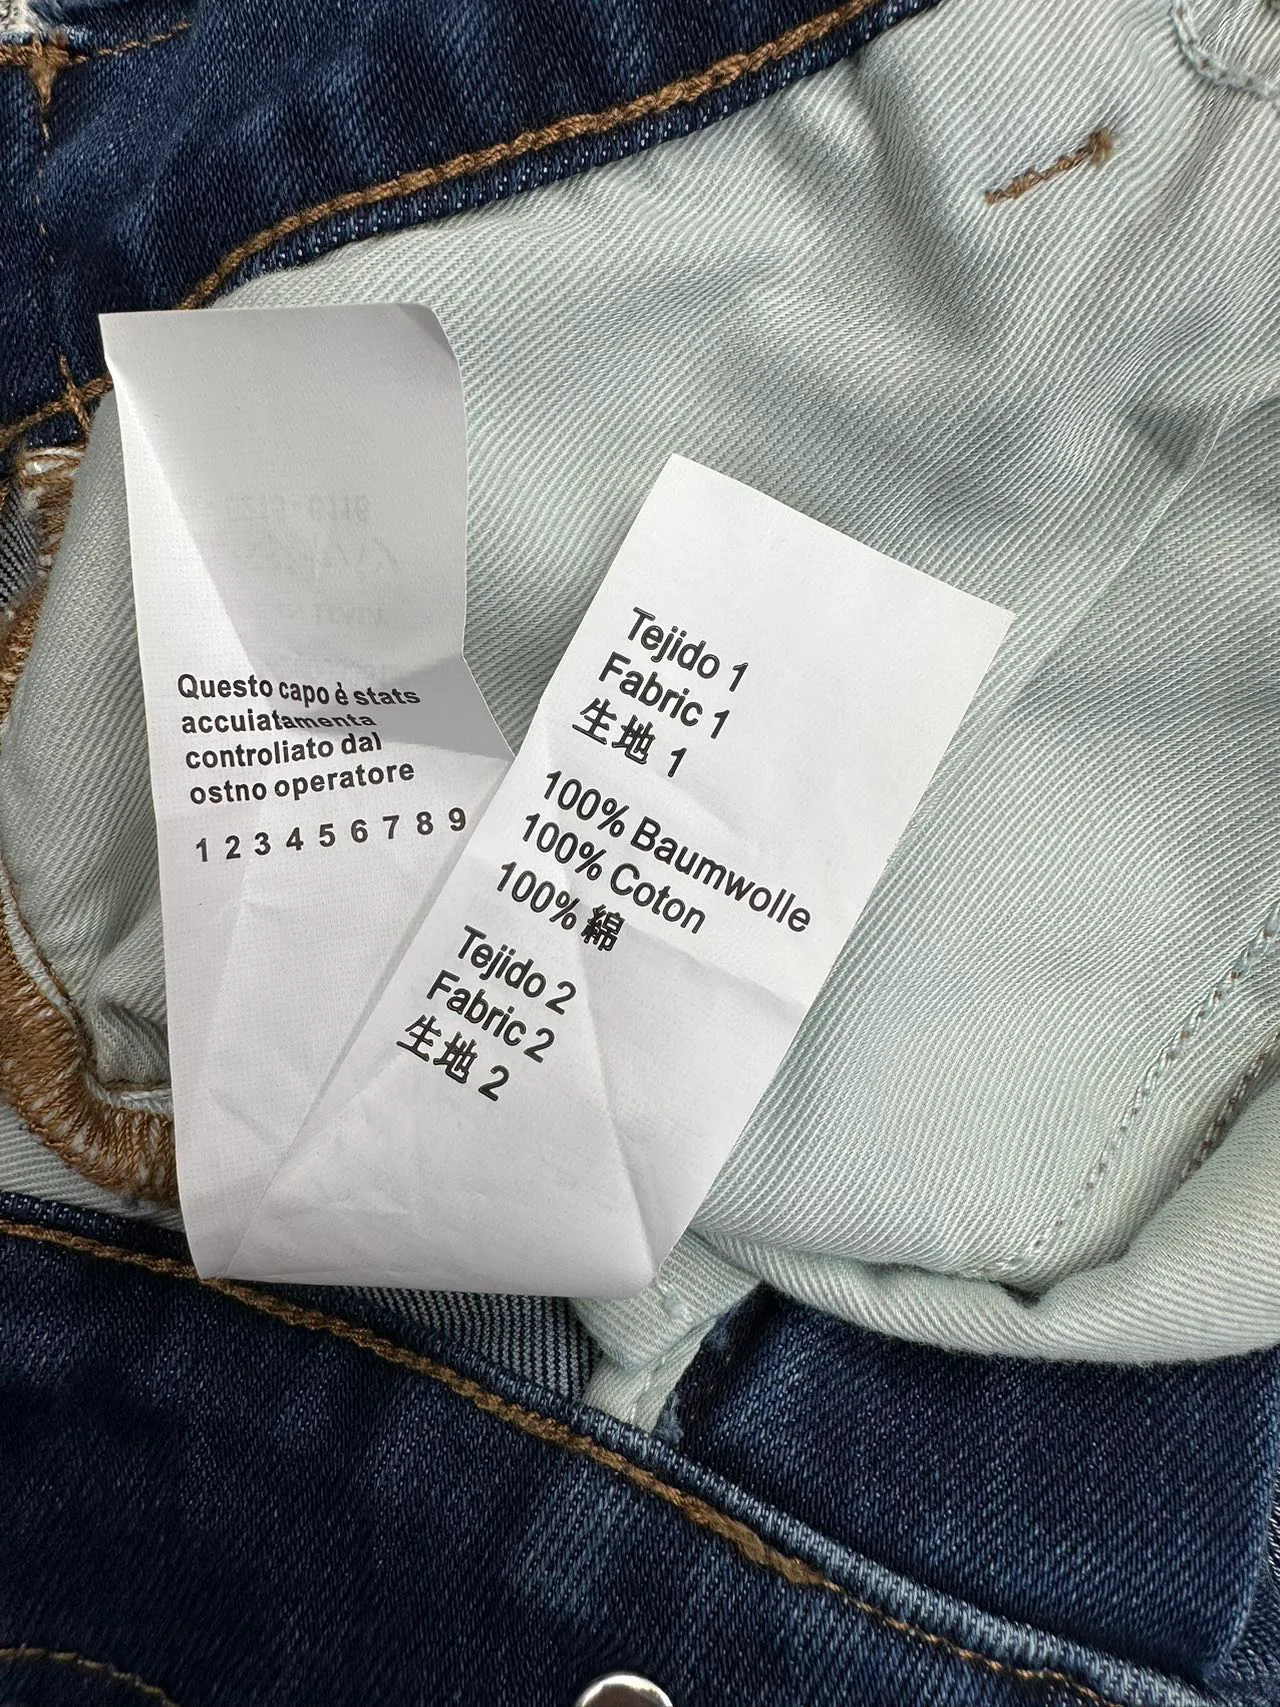 Questo capo é stats
accuiatamenta
controliato dal
ostno operatore
1 2 3 4 5 6 7 8 9
Tejido 1
Fabric 1
生地 1
100% Baumwolle
100% Coton
100% 綿
Tejido 2
Fabric 2
生地 2